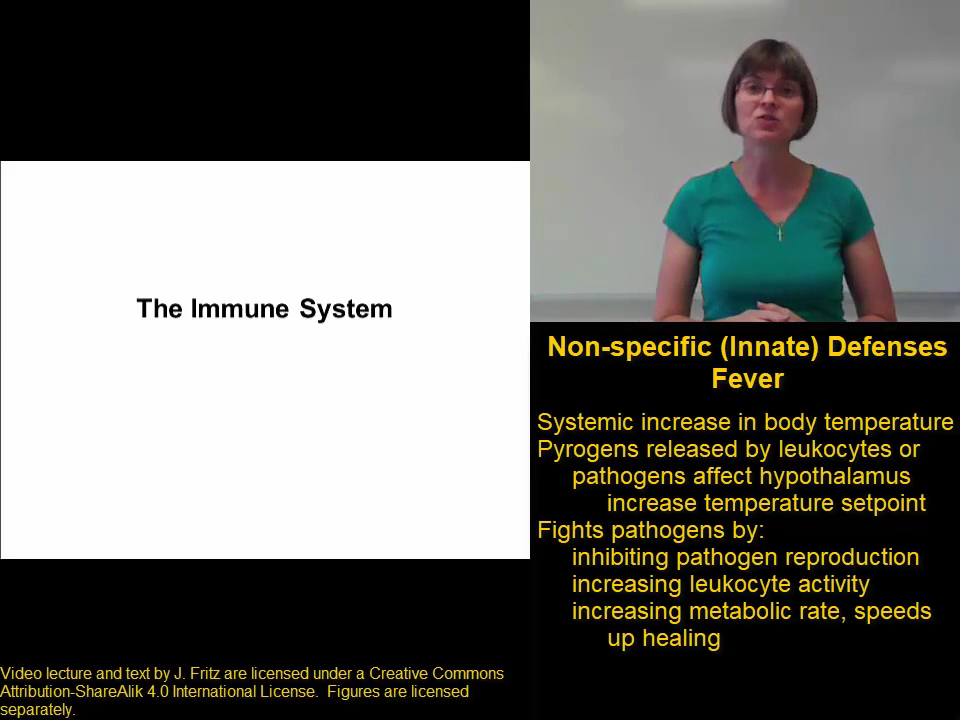 The Immune System
Non-specific (Innate) Defenses
Fever
Systemic increase in body temperature
Pyrogens released by leukocytes or
pathogens affect hypothalamus
increase temperature setpoint
Fights pathogens by:
inhibiting pathogen reproduction
increasing leukocyte activity
increasing metabolic rate, speeds
up healing
Video lecture and text by J. Fritz are licensed under a Creative Commons
Attribution-ShareAlik 4.0 International License.  Figures are licensed
separately.